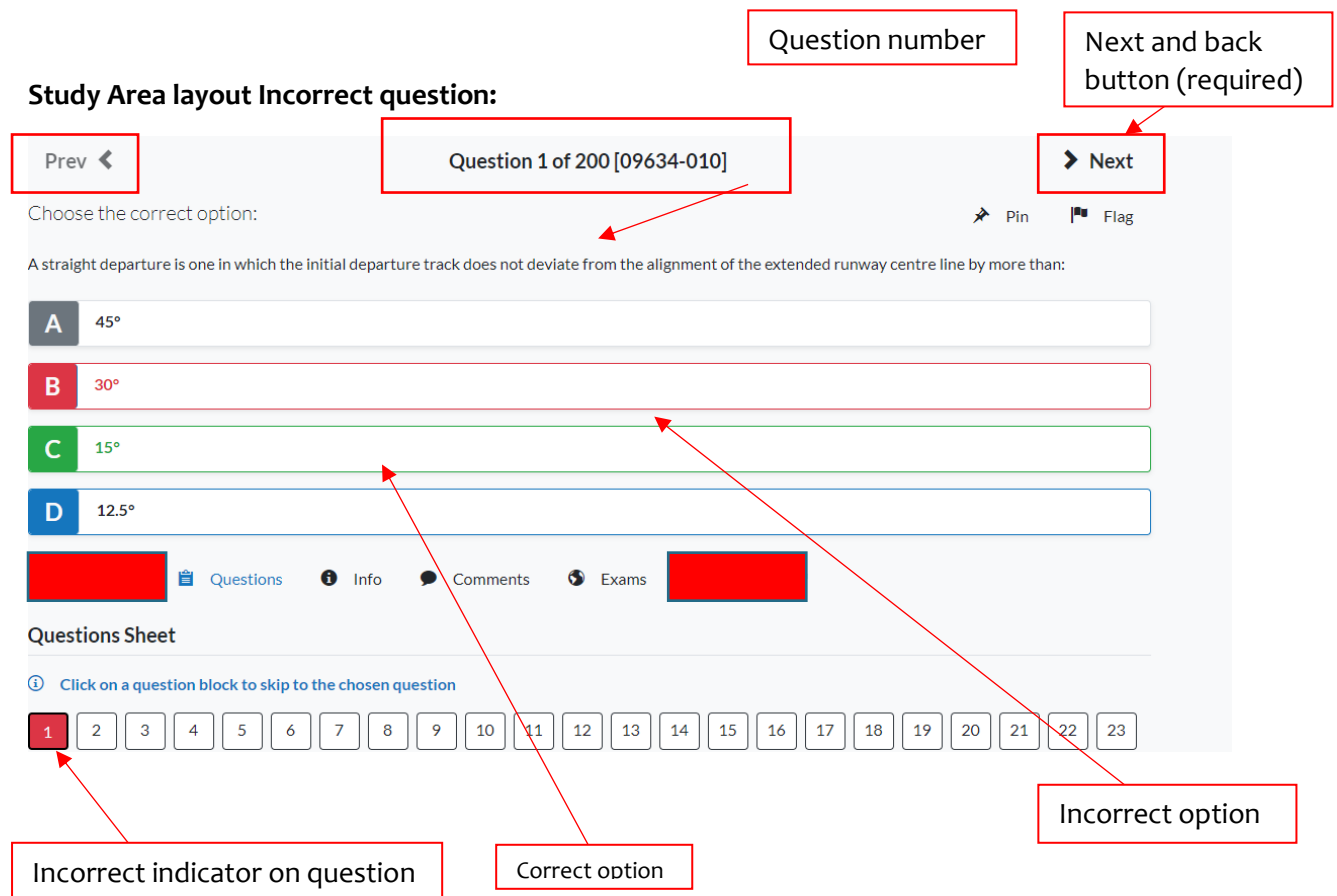 Question number
Next and back
button (required)
Study Area layout Incorrect question:
Prev
Question 1 of 200 [09634-010]
Next
Choose the correct option:
Pin
Flag
A straight departure is one in which the initial departure track does not deviate from the alignment of the extended runway centre line by more than:
A 45°
B 30°
C 15°
D 12.5°
Questions
Info
Comments
Exams
Questions Sheet
Click on a question block to skip to the chosen question
1 2 3 4 5 6 7 8 9 10 11 12 13 14 15 16 17 18 19 20 21 22 23
Incorrect option
Incorrect indicator on question
Correct option